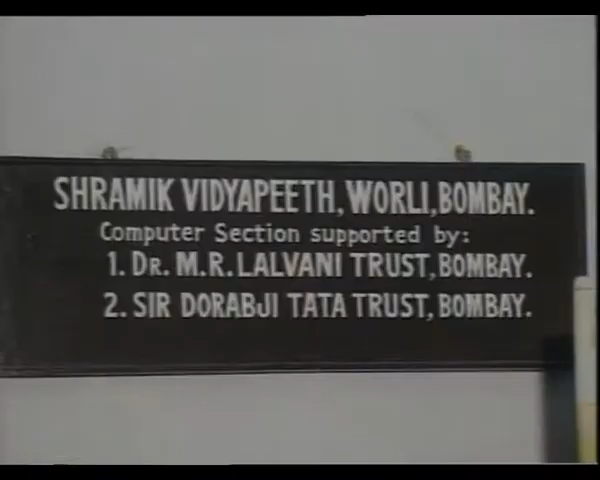 SHRAMIK VIDYAPEETH, WORLI, BOMBAY.
Computer Section supported by:
1. DR. M.R. LALVANI TRUST, BOMBAY.
2. SIR DORABJI TATA TRUST, BOMBAY.